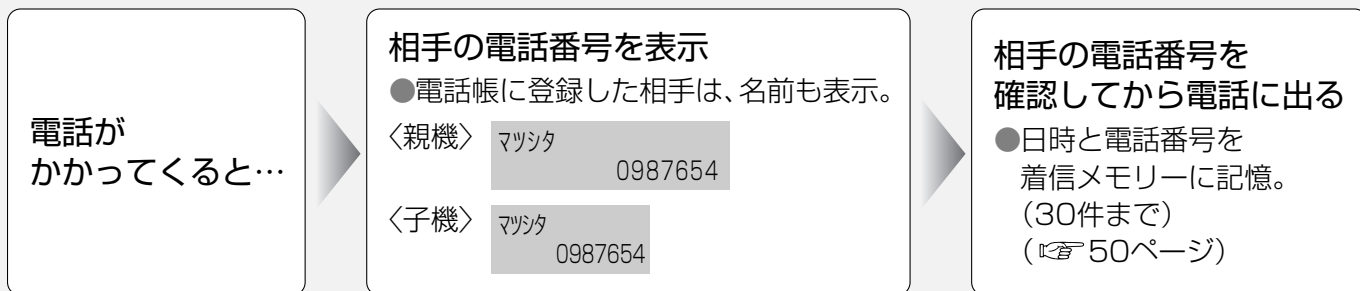 電話が
かかってくると…
相手の電話番号を表示
●電話帳に登録した相手は、名前も表示。
〈親機〉
ﾏﾂｼﾀ
0987654
〈子機〉
ﾏﾂｼﾀ
0987654
相手の電話番号を
確認してから電話に出る
●日時と電話番号を
着信メモリーに記憶。
(30件まで)
(☞50ページ)